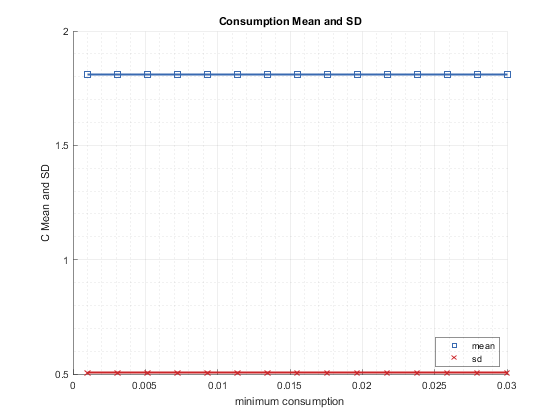 Consumption Mean and SD
2
1.5
1
0.5
C Mean and SD
0 0.005 0.01 0.015 0.02 0.025 0.03
minimum consumption
mean
sd